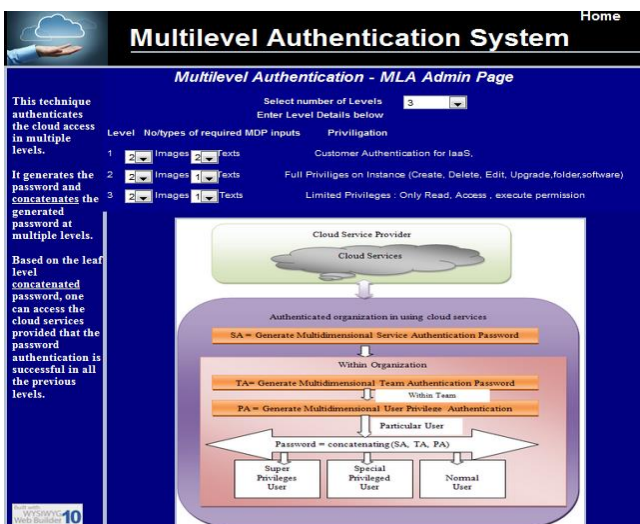 Home
Multilevel Authentication System
Multilevel Authentication - MLA Admin Page
This technique
authenticates
the cloud access
in multiple
levels.
It generates the
password and
concatenates the
generated
password at
multiple levels.
Based on the leaf
level
concatenated
password, one
can access the
cloud services
provided that the
password
authentication is
successful in all
the previous
levels.
Select number of Levels 3
Enter Level Details below
Level No/types of required MDP inputs Priviligation
1 2 Images 2 Texts Customer Authentication for IaaS,
2 2 Images 1 Texts Full Priviliges on Instance (Create, Delete, Edit, Upgrade,folder,software)
3 2 Images 1 Texts Limited Privileges : Only Read, Access , execute permission
Cloud Service Provider
Cloud Services
Authenticated organization in using cloud services
SA = Generate Multidimensional Service Authentication Password
Within Organization
TA= Generate Multidimensional Team Authentication Password
Within Team
PA = Generate Multidimensional User Privilege Authentication
Particular User
Password = concatenating(SA, TA, PA)
Super
Privileges
User
Special
Privileged
User
Normal
User
Built with
WYSIWYG
Web Builder 10